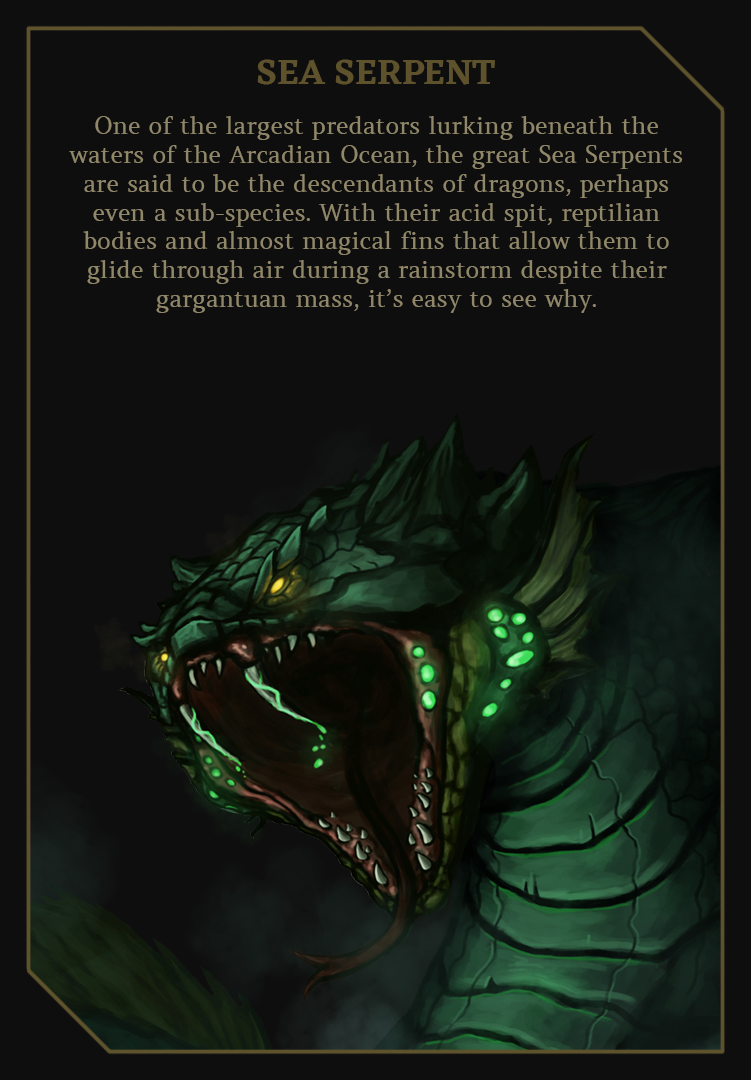 SEA SERPENT
One of the largest predators lurking beneath the
waters of the Arcadian Ocean, the great Sea Serpents
are said to be the descendants of dragons, perhaps
even a sub-species. With their acid spit, reptilian
bodies and almost magical fins that allow them to
glide through air during a rainstorm despite their
gargantuan mass, it’s easy to see why.